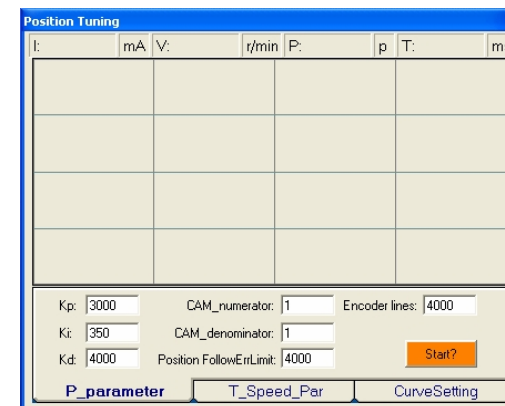 Position Tuning
I: mA V: r/min P: p T: m
Kp: 3000 CAM_numerator: 1 Encoder lines: 4000
Ki: 350 CAM_denominator: 1
Kd: 4000 Position FollowErrLimit: 4000 Start?
P_parameter T_Speed_Par CurveSetting